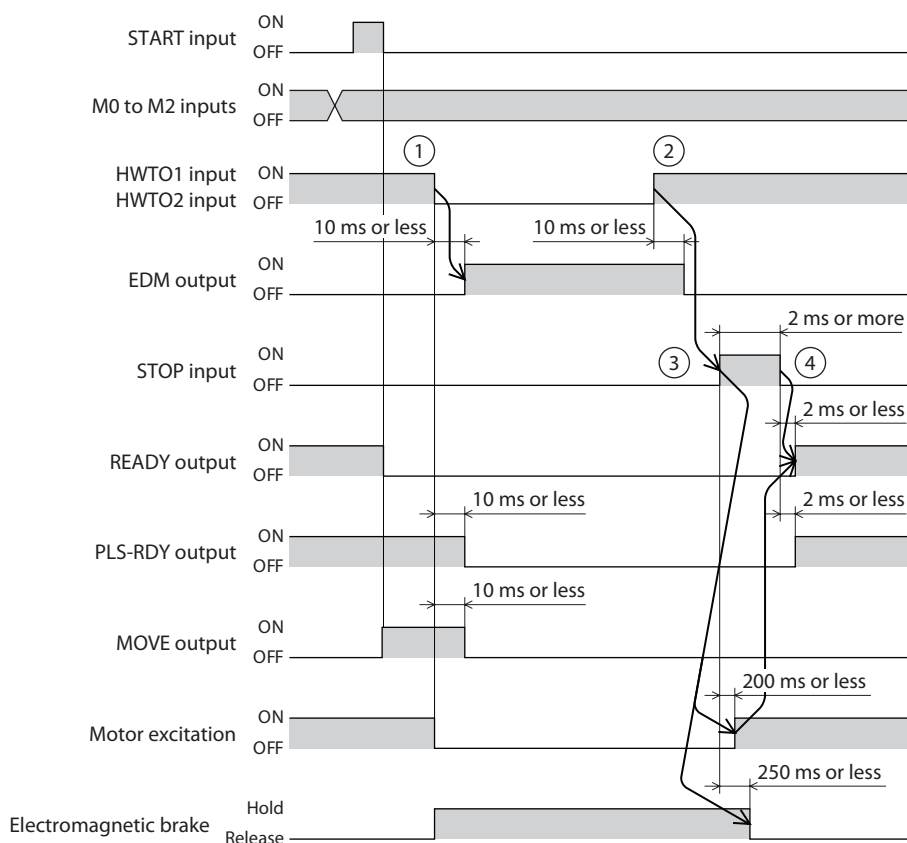 START input
ON
OFF
M0 to M2 inputs
ON
OFF
1
2
HWTO1 input
HWTO2 input
ON
OFF
10 ms or less
10 ms or less
EDM output
ON
OFF
2 ms or more
STOP input
ON
OFF
3
4
2 ms or less
READY output
ON
OFF
10 ms or less
2 ms or less
PLS-RDY output
ON
OFF
10 ms or less
MOVE output
ON
OFF
200 ms or less
Motor excitation
ON
OFF
250 ms or less
Electromagnetic brake
Hold
Release